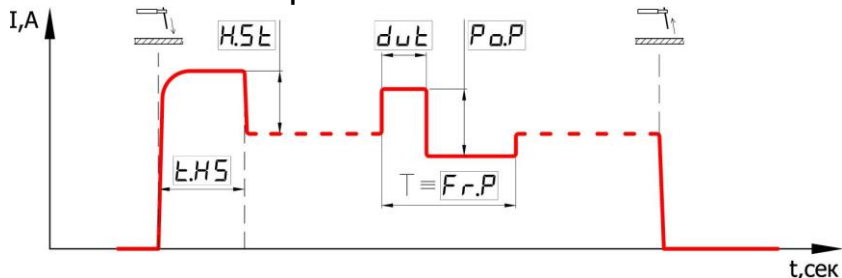 I,A
H.St
dut
Po.P
t.HS
T ≡ Fr.P
t,сек